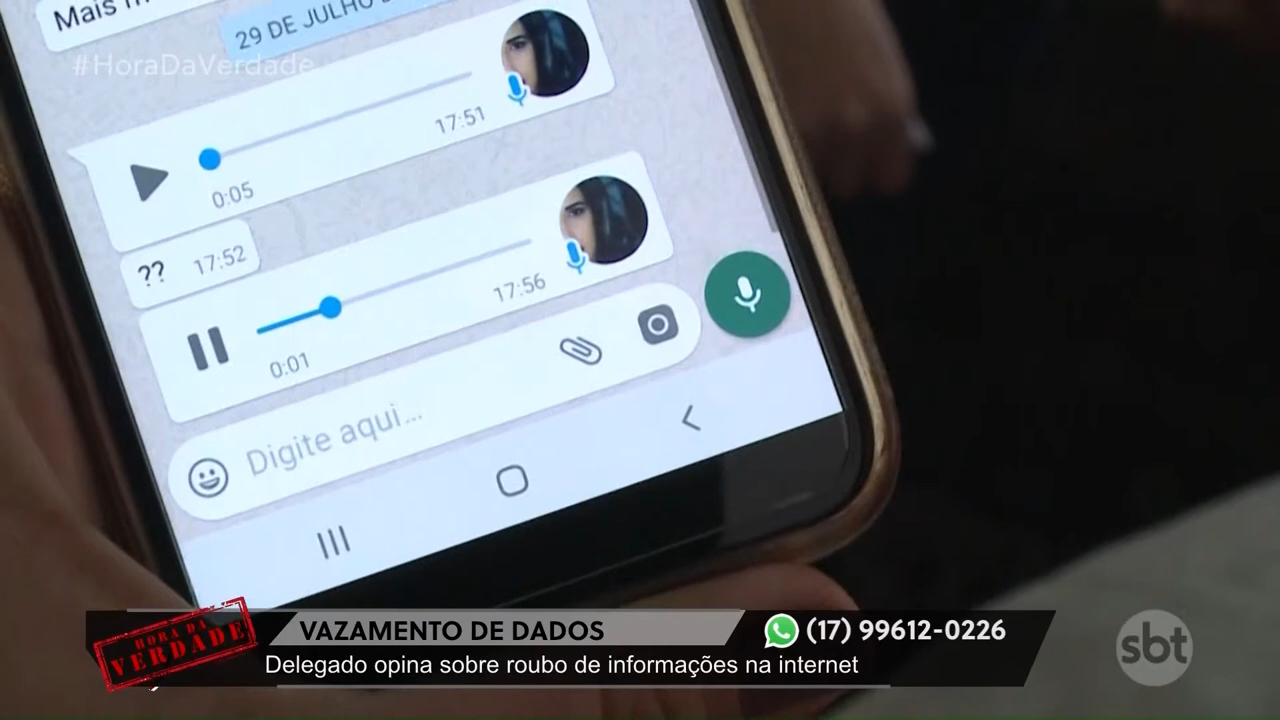 Mais
29 DE JULHO
#HoraDaVerdade
17:51
0:05
?? 17:52
17:56
0:01
Digite aqui...
HORA DA
VERDADE
VAZAMENTO DE DADOS
(17) 99612-0226
Delegado opina sobre roubo de informações na internet
sbt